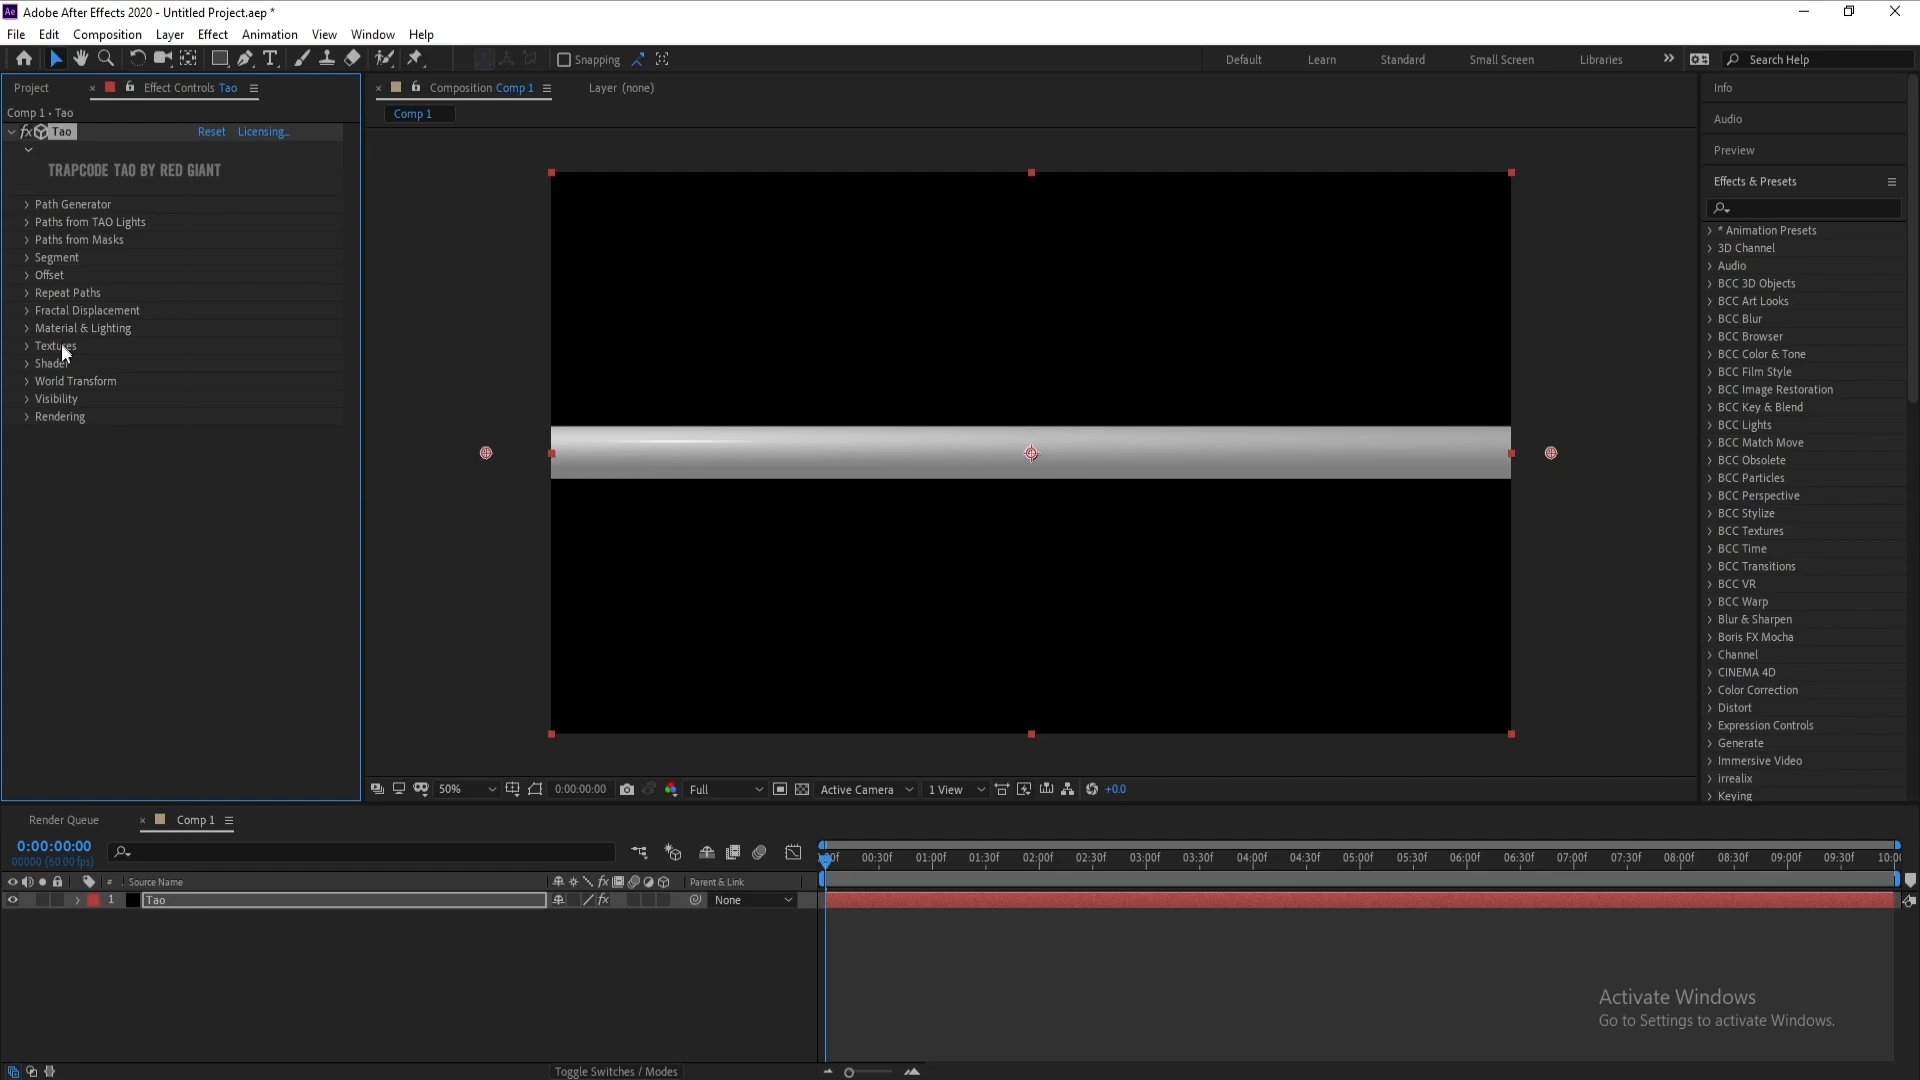 Adobe After Effects 2020 - Untitled Project.aep *
File Edit Composition Layer Effect Animation View Window Help
Snapping
Default Learn Standard Small Screen Libraries Search Help
Project Effect Controls Tao
Composition Comp 1 Layer (none)
Comp 1 • Tao
Comp 1
fx Tao Reset Licensing...
TRAPCODE TAO BY RED GIANT
Path Generator
Paths from TAO Lights
Paths from Masks
Segment
Offset
Repeat Paths
Fractal Displacement
Material & Lighting
Textures
Shader
World Transform
Visibility
Rendering
Info
Audio
Preview
Effects & Presets
* Animation Presets
3D Channel
Audio
BCC 3D Objects
BCC Art Looks
BCC Blur
BCC Browser
BCC Color & Tone
BCC Film Style
BCC Image Restoration
BCC Key & Blend
BCC Lights
BCC Match Move
BCC Obsolete
BCC Particles
BCC Perspective
BCC Stylize
BCC Textures
BCC Time
BCC Transitions
BCC VR
BCC Warp
Blur & Sharpen
Boris FX Mocha
Channel
CINEMA 4D
Color Correction
Distort
Expression Controls
Generate
Immersive Video
irrealix
Keying
50% 0:00:00:00 Full Active Camera 1 View +0.0
Render Queue Comp 1
0:00:00:00
00000 (60.00 fps)
00:30f 01:00f 01:30f 02:00f 02:30f 03:00f 03:30f 04:00f 04:30f 05:00f 05:30f 06:00f 06:30f 07:00f 07:30f 08:00f 08:30f 09:00f 09:30f 10:0
# Source Name fx Parent & Link
1 Tao fx None
Activate Windows
Go to Settings to activate Windows.
Toggle Switches / Modes